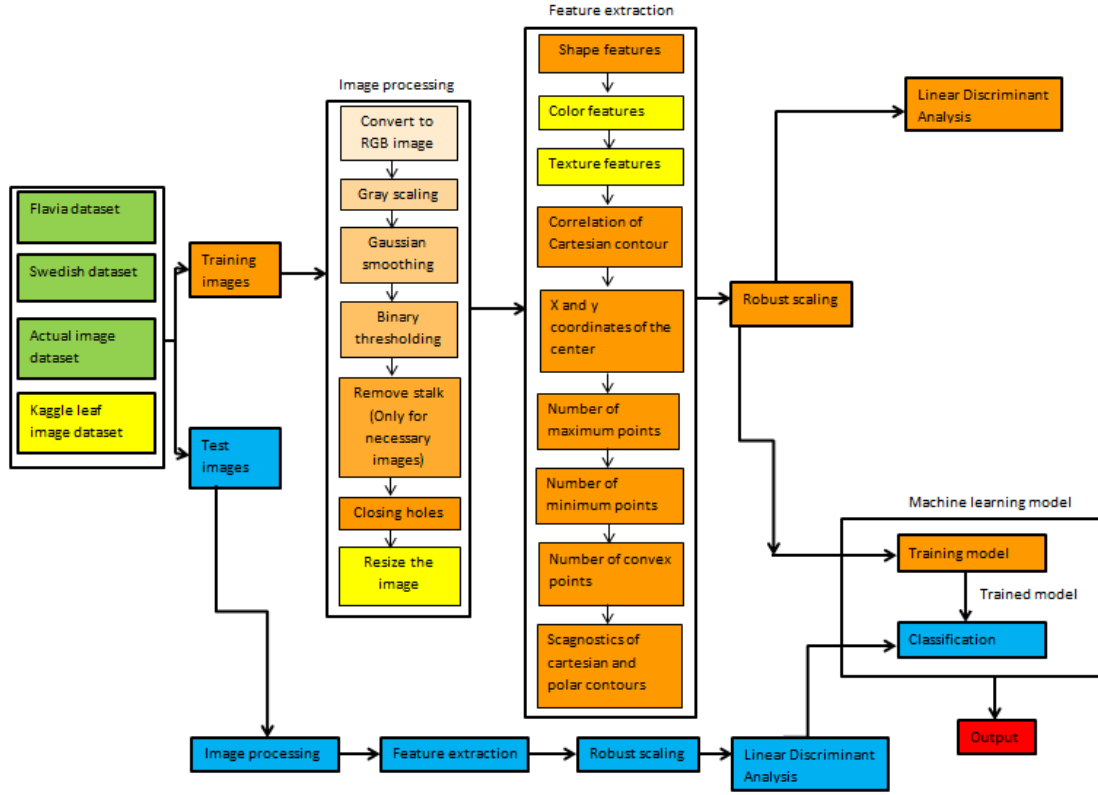 Feature extraction
Shape features
Color features
Texture features
Correlation of
Cartesian contour
X and y
coordinates of the
center
Number of
maximum points
Number of
minimum points
Number of convex
points
Scagnostics of
cartesian and
polar contours
Image processing
Convert to
RGB image
Gray scaling
Gaussian
smoothing
Binary
thresholding
Remove stalk
(Only for
necessary
images)
Closing holes
Resize the
image
Flavia dataset
Swedish dataset
Actual image
dataset
Kaggle leaf
image dataset
Training
images
Test
images
Linear Discriminant
Analysis
Robust scaling
Machine learning model
Training model
Trained model
Classification
Output
Image processing
Feature extraction
Robust scaling
Linear Discriminant
Analysis